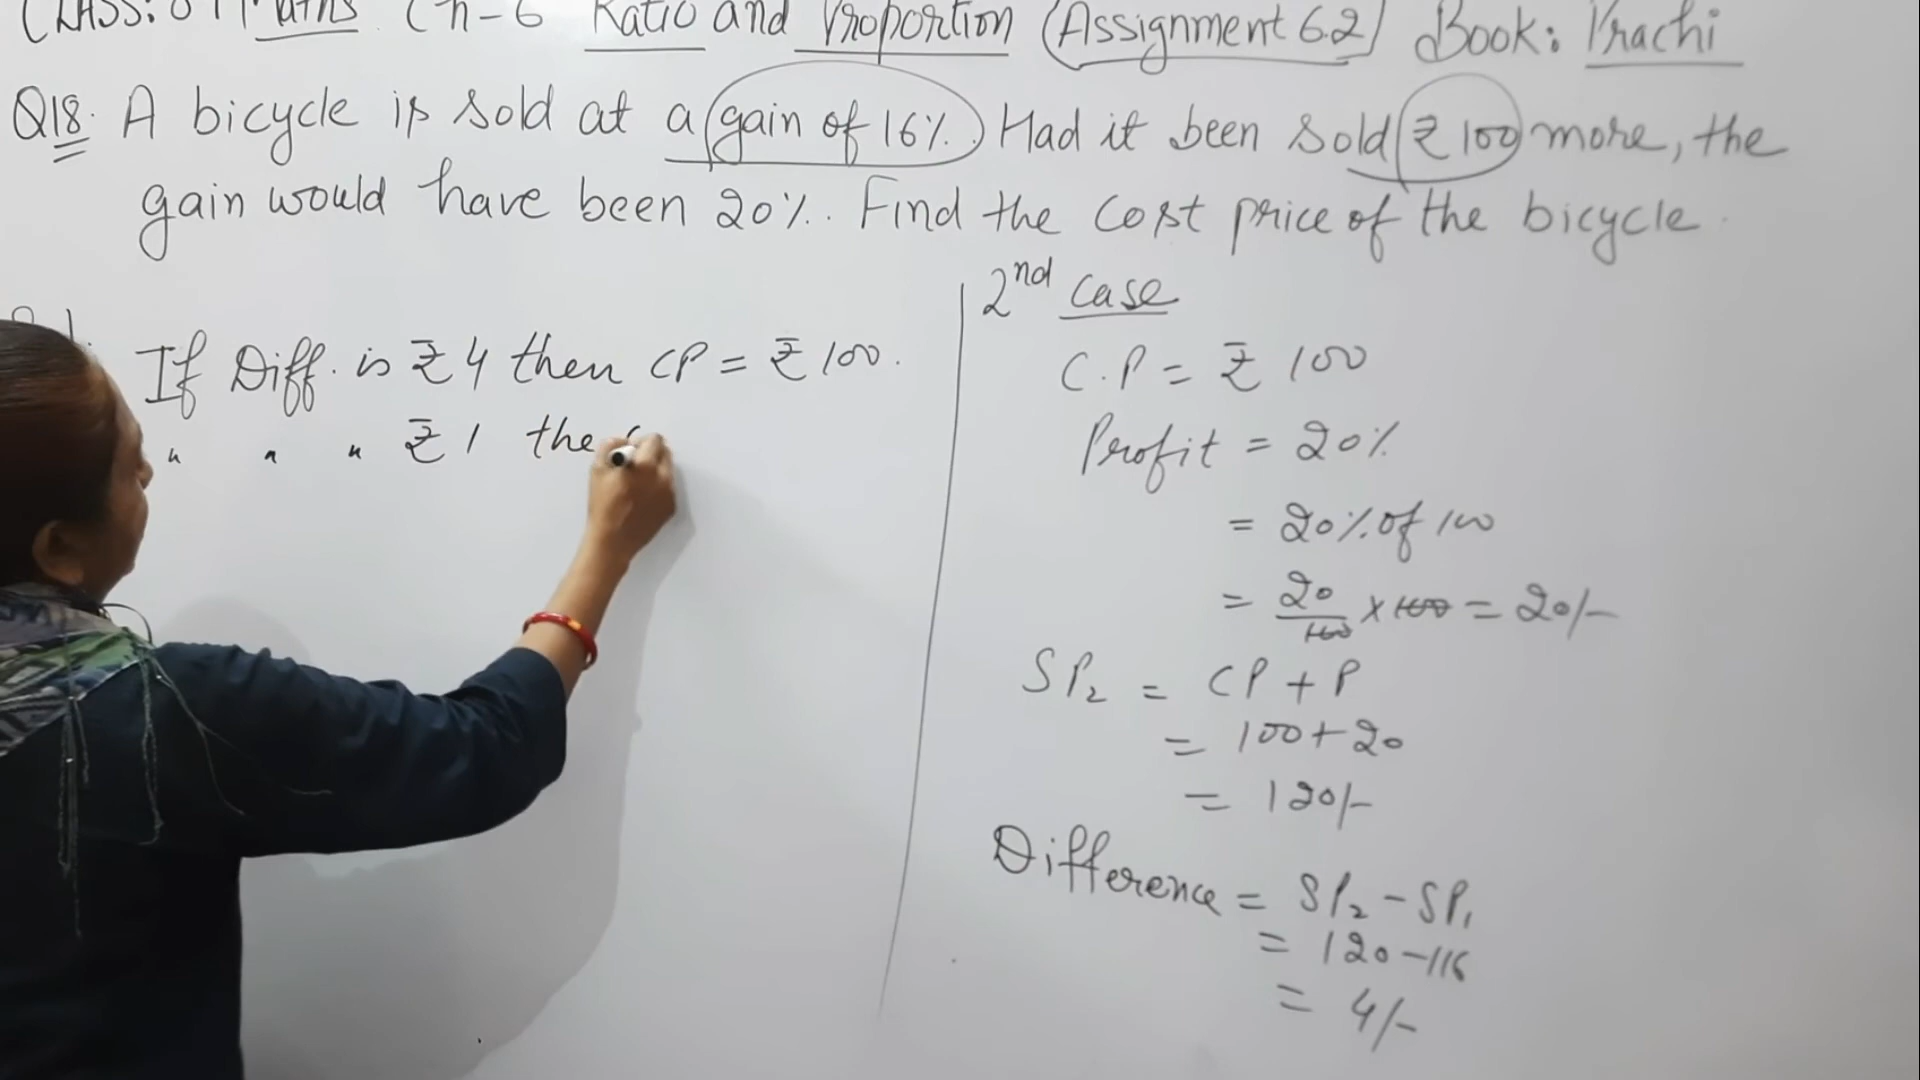 CLASS: 8 Maths Ch-6 Ratio and Proportion (Assignment 6.2) Book: Prachi
Q18. A bicycle is sold at a gain of 16%. Had it been sold ₹ 100 more, the
gain would have been 20%. Find the cost price of the bicycle.
If Diff. is ₹ 4 then CP = ₹ 100.
" " " ₹ 1 the
2nd case
C.P = ₹ 100
Profit = 20%
= 20% of 100
= 20/100 × 100 = 20/-
SP2 = CP + P
= 100 + 20
= 120/-
Difference = SP2 - SP1
= 120 - 116
= 4/-